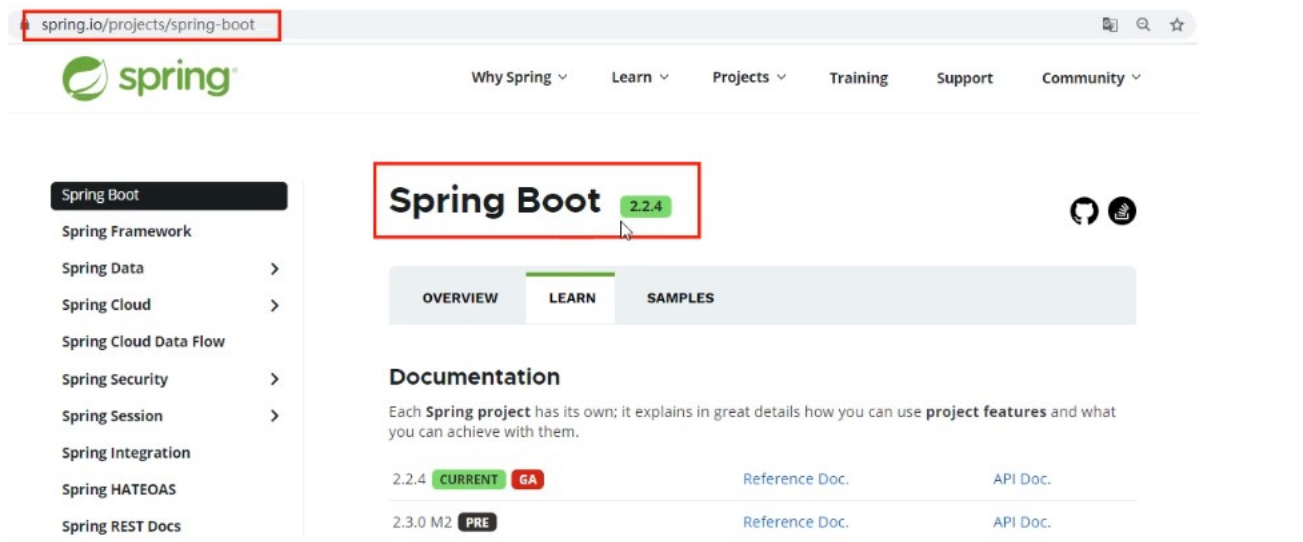 spring.io/projects/spring-boot
spring
Why Spring Learn Projects Training Support Community
Spring Boot
Spring Framework
Spring Data
Spring Cloud
Spring Cloud Data Flow
Spring Security
Spring Session
Spring Integration
Spring HATEOAS
Spring REST Docs
Spring Boot 2.2.4
OVERVIEW LEARN SAMPLES
Documentation
Each Spring project has its own; it explains in great details how you can use project features and what
you can achieve with them.
2.2.4 CURRENT GA Reference Doc. API Doc.
2.3.0 M2 PRE Reference Doc. API Doc.